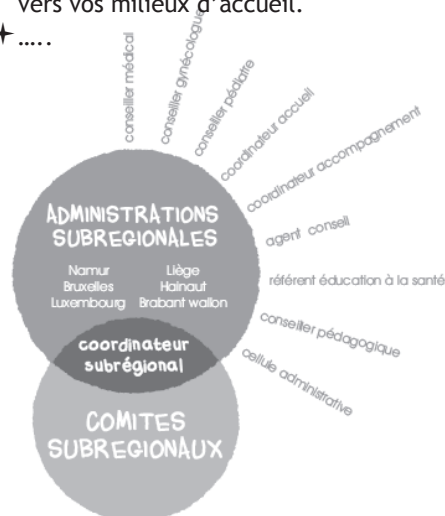 vers vos milieux d'accueil.
…..
conseiller médical
conseiller gynécologue
conseiller pédiatre
coordinateur accueil
coordinateur accompagnement
agent conseil
référent éducation à la santé
conseiller pédagogique
cellule administrative
ADMINISTRATIONS
SUBREGIONALES
Namur Liège
Bruxelles Hainaut
Luxembourg Brabant wallon
coordinateur
subrégional
COMITES
SUBREGIONAUX